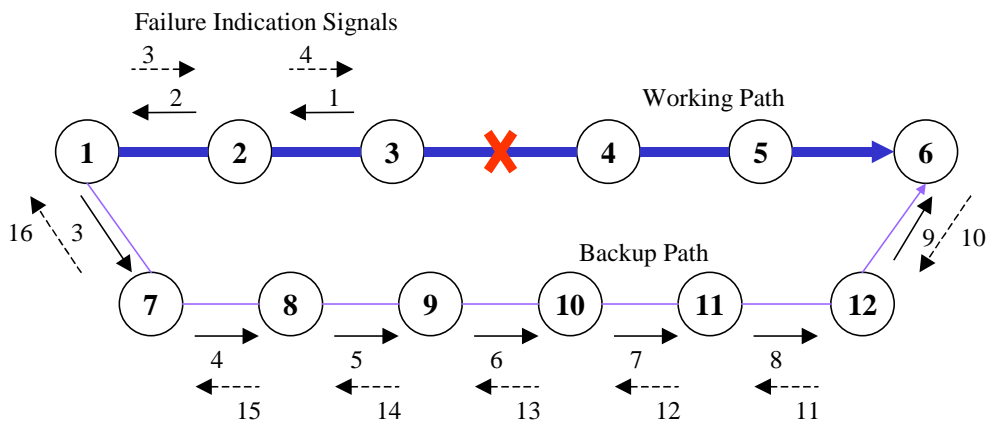 Failure Indication Signals
3 4
2 1
Working Path
1 2 3 4 5 6
16 3 9 10
Backup Path
7 8 9 10 11 12
4 5 6 7 8
15 14 13 12 11